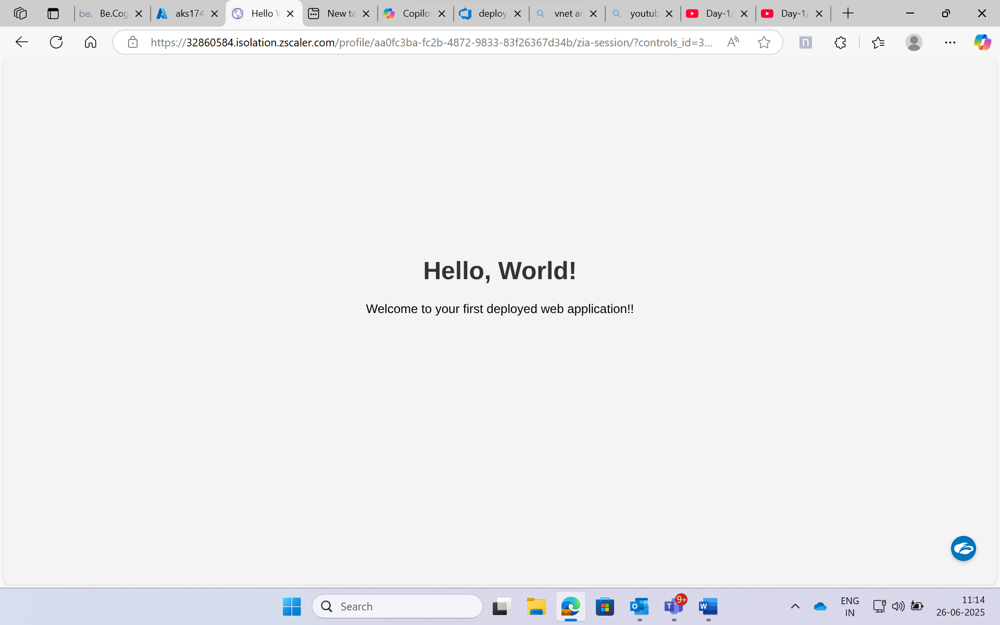 be. Be.Cog aks174 Hello W New ta Copilot deploy vnet ar youtub Day-1/ Day-1/
https://32860584.isolation.zscaler.com/profile/aa0fc3ba-fc2b-4872-9833-83f26367d34b/zia-session/?controls_id=3...
Hello, World!
Welcome to your first deployed web application!!
Search
9+
ENG
IN
11:14
26-06-2025